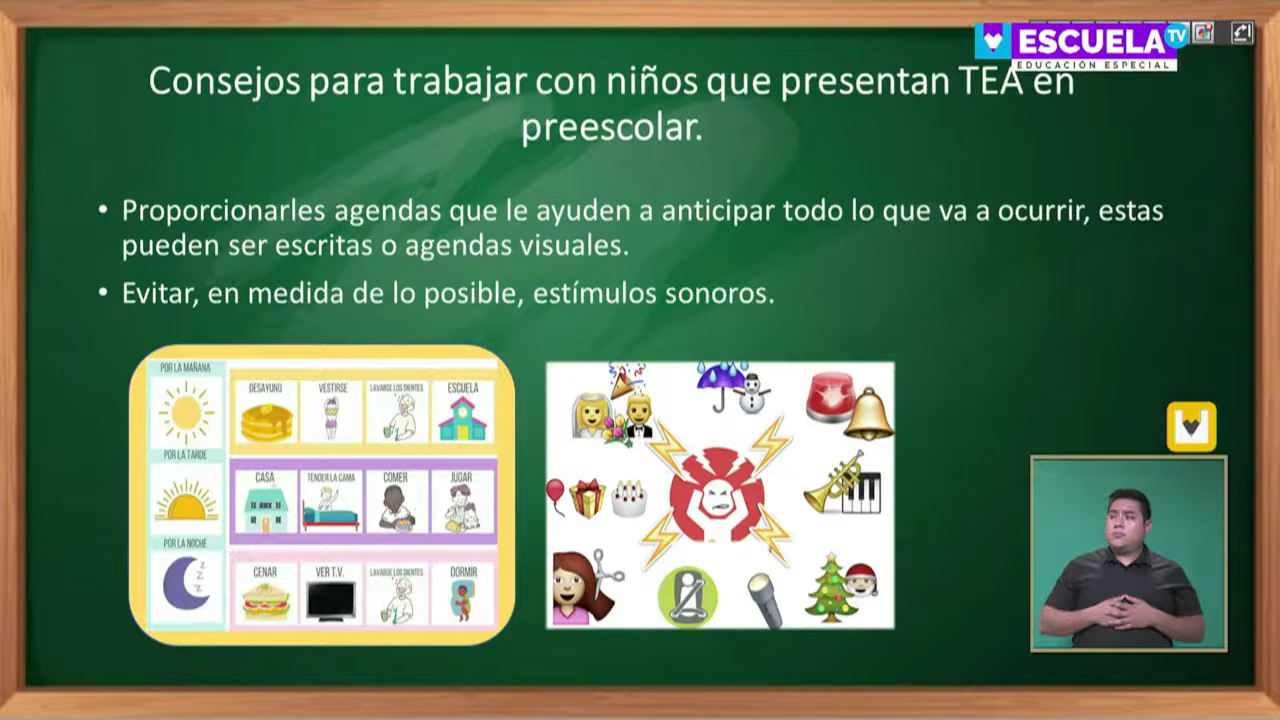 ESCUELA TV
EDUCACIÓN ESPECIAL
Consejos para trabajar con niños que presentan TEA en
preescolar.
• Proporcionarles agendas que le ayuden a anticipar todo lo que va a ocurrir, estas
pueden ser escritas o agendas visuales.
• Evitar, en medida de lo posible, estímulos sonoros.
POR LA MAÑANA
DESAYUNO VESTIRSE LAVARSE LOS DIENTES ESCUELA
POR LA TARDE
CASA TENDER LA CAMA COMER JUGAR
POR LA NOCHE
Z Z Z
CENAR VER T.V. LAVARSE LOS DIENTES DORMIR